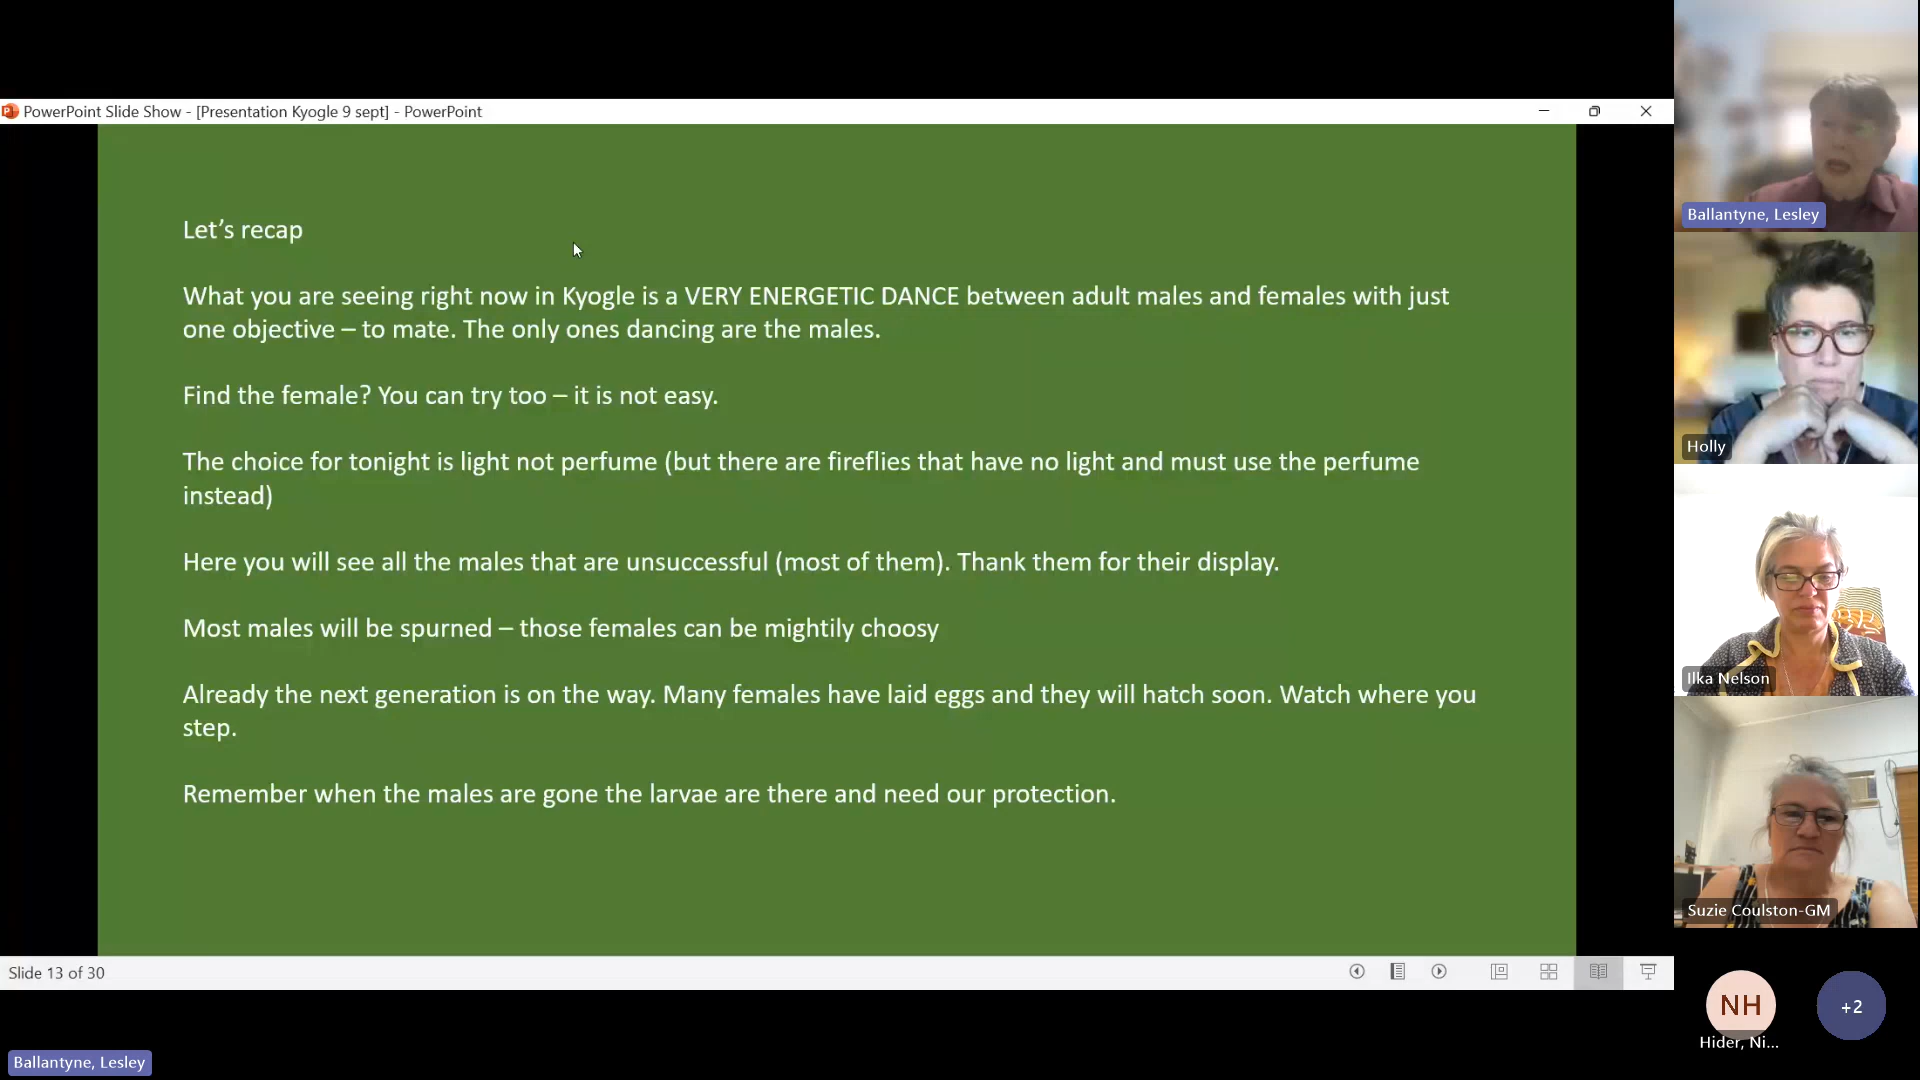 PowerPoint Slide Show - [Presentation Kyogle 9 sept] - PowerPoint
Let’s recap
What you are seeing right now in Kyogle is a VERY ENERGETIC DANCE between adult males and females with just
one objective – to mate. The only ones dancing are the males.
Find the female? You can try too – it is not easy.
The choice for tonight is light not perfume (but there are fireflies that have no light and must use the perfume
instead)
Here you will see all the males that are unsuccessful (most of them). Thank them for their display.
Most males will be spurned – those females can be mightily choosy
Already the next generation is on the way. Many females have laid eggs and they will hatch soon. Watch where you
step.
Remember when the males are gone the larvae are there and need our protection.
Slide 13 of 30
Ballantyne, Lesley
Ballantyne, Lesley
Holly
Ilka Nelson
Suzie Coulston-GM
NH
+2
Hider, Ni...